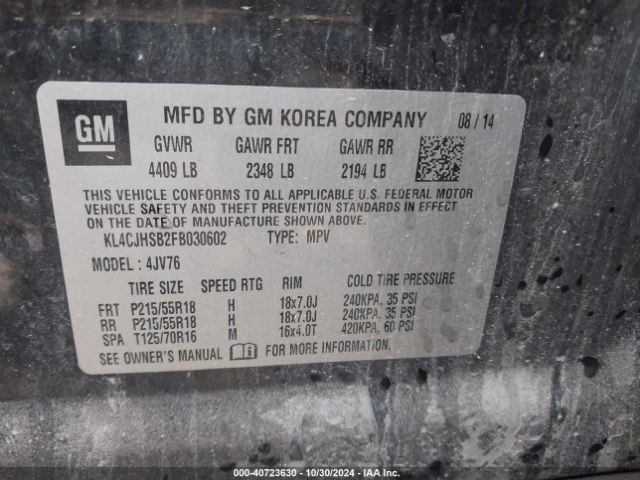 GM
MFD BY GM KOREA COMPANY 08 / 14
GVWR GAWR FRT GAWR RR
4409 LB 2348 LB 2194 LB
THIS VEHICLE CONFORMS TO ALL APPLICABLE U.S. FEDERAL MOTOR
VEHICLE SAFETY AND THEFT PREVENTION STANDARDS IN EFFECT
ON THE DATE OF MANUFACTURE SHOWN ABOVE.
KL4CJHSB2FB030602 TYPE: MPV
MODEL : 4JV76
TIRE SIZE SPEED RTG RIM COLD TIRE PRESSURE
FRT P215/55R18 H 18x7.0J 240KPA, 35 PSI
RR P215/55R18 H 18x7.0J 240KPA, 35 PSI
SPA T125/70R16 M 16x4.0T 420KPA, 60 PSI
SEE OWNER'S MANUAL FOR MORE INFORMATION.
000-40723630 - 10/30/2024 - IAA Inc.